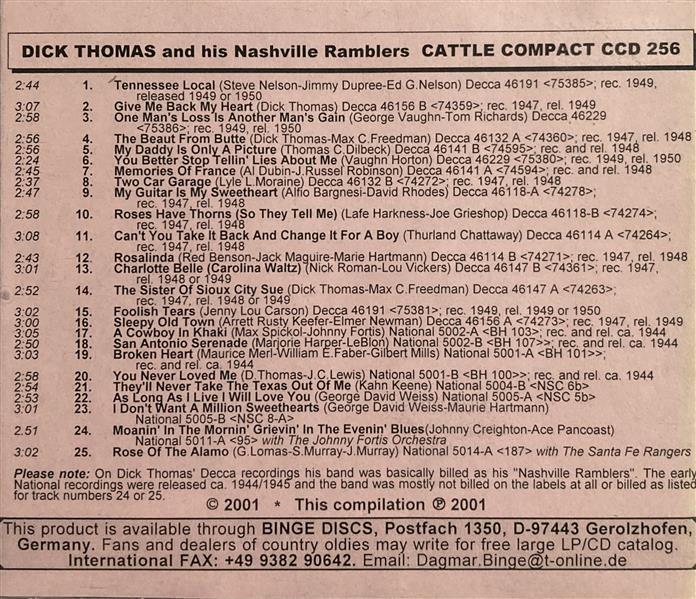 DICK THOMAS and his Nashville Ramblers CATTLE COMPACT CCD 256
2:44 1. Tennessee Local (Steve Nelson-Jimmy Dupree-Ed G.Nelson) Decca 46191 <75385>; rec. 1949,
released 1949 or 1950
3:07 2. Give Me Back My Heart (Dick Thomas) Decca 46156 B <74359>; rec. 1947, rel. 1949
2:58 3. One Man's Loss Is Another Man's Gain (George Vaughn-Tom Richards) Decca 46229
<75386>; rec. 1949, rel. 1950
2:56 4. The Beaut From Butte (Dick Thomas-Max C.Freedman) Decca 46132 A <74360>; rec. 1947, rel. 1948
2:56 5. My Daddy Is Only A Picture (Thomas C.Dilbeck) Decca 46141 B <74595>; rec. and rel. 1948
2:24 6. You Better Stop Tellin' Lies About Me (Vaughn Horton) Decca 46229 <75380>; rec. 1949, rel. 1950
2:45 7. Memories Of France (Al Dubin-J.Russel Robinson) Decca 46141 A <74594>; rec. and rel. 1948
2:37 8. Two Car Garage (Lyle L.Moraine) Decca 46132 B <74272>; rec. 1947, rel. 1948
2:47 9. My Guitar Is My Sweetheart (Alfio Bargnesi-David Rhodes) Decca 46118-A <74278>;
rec. 1947, rel. 1948
2:58 10. Roses Have Thorns (So They Tell Me) (Lafe Harkness-Joe Grieshop) Decca 46118-B <74274>;
rec. 1947, rel. 1948
3:08 11. Can't You Take It Back And Change It For A Boy (Thurland Chattaway) Decca 46114 A <74264>;
rec. 1947, rel. 1948
2:43 12. Rosalinda (Red Benson-Jack Maguire-Marie Hartmann) Decca 46114 B <74271>; rec. 1947, rel. 1948
3:01 13. Charlotte Belle (Carolina Waltz) (Nick Roman-Lou Vickers) Decca 46147 B <74361>; rec. 1947,
rel. 1948 or 1949
2:52 14. The Sister Of Sioux City Sue (Dick Thomas-Max C.Freedman) Decca 46147 A <74263>;
rec. 1947, rel. 1948 or 1949
3:02 15. Foolish Tears (Jenny Lou Carson) Decca 46191 <75381>; rec. 1949, rel. 1949 or 1950
3:00 16. Sleepy Old Town (Arrett Rusty Keefer-Elmer Newman) Decca 46156 A <74273>; rec. 1947, rel. 1949
3:05 17. A Cowboy In Khaki (Max Spickol-Johnny Fortis) National 5002-A <BH 103>; rec. and rel. ca. 1944
2:50 18. San Antonio Serenade (Marjorie Harper-LeBlon) National 5002-B <BH 107>; rec. and rel. ca. 1944
3:03 19. Broken Heart (Maurice Merl-William E.Faber-Gilbert Mills) National 5001-A <BH 101>>;
rec. and rel. ca. 1944
2:58 20. You Never Loved Me (D.Thomas-J.C.Lewis) National 5001-B <BH 100>>; rec. and rel. ca. 1944
2:54 21. They'll Never Take The Texas Out Of Me (Kahn Keene) National 5004-B <NSC 6b>
2:53 22. As Long As I Live I Will Love You (George David Weiss) National 5005-A <NSC 5b>
3:01 23. I Don't Want A Million Sweethearts (George David Weiss-Maurie Hartmann)
National 5005-B <NSC 8-A>
2.51 24. Moanin' In The Mornin' Grievin' In The Evenin' Blues(Johnny Creighton-Ace Pancoast)
National 5011-A <95> with The Johnny Fortis Orchestra
3:02 25. Rose Of The Alamo (G.Lomas-S.Murray-J.Murray) National 5014-A <187> with The Santa Fe Rangers
Please note: On Dick Thomas' Decca recordings his band was basically billed as his "Nashville Ramblers". The early
National recordings were released ca. 1944/1945 and the band was mostly not billed on the labels at all or billed as listed
for track numbers 24 or 25.
© 2001 * This compilation ℗ 2001
This product is available through BINGE DISCS, Postfach 1350, D-97443 Gerolzhofen,
Germany. Fans and dealers of country oldies may write for free large LP/CD catalog.
International FAX: +49 9382 90642. Email: Dagmar.Binge@t-online.de